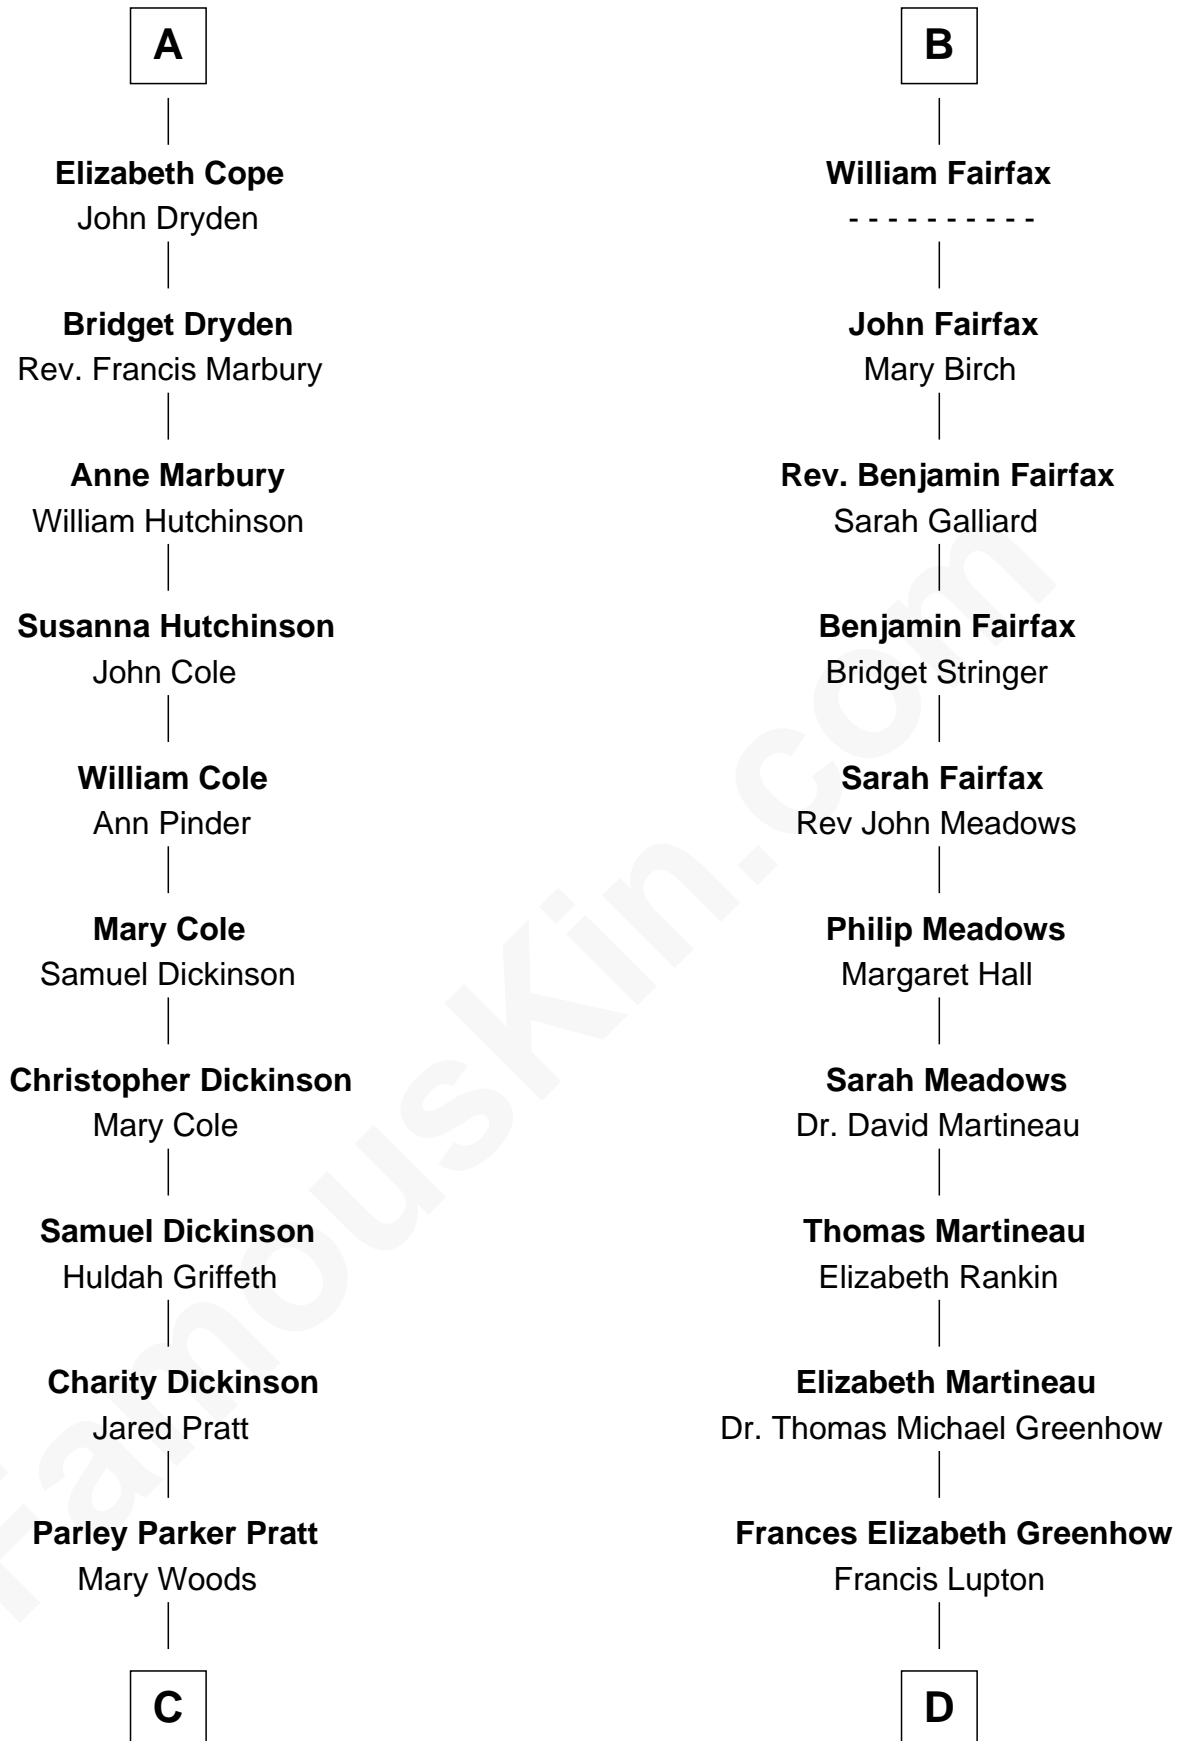 A
Elizabeth Cope
John Dryden
Bridget Dryden
Rev. Francis Marbury
Anne Marbury
William Hutchinson
Susanna Hutchinson
John Cole
William Cole
Ann Pinder
Mary Cole
Samuel Dickinson
Christopher Dickinson
Mary Cole
Samuel Dickinson
Huldah Griffeth
Charity Dickinson
Jared Pratt
Parley Parker Pratt
Mary Woods
C
B
William Fairfax
- - - - - - - - - -
John Fairfax
Mary Birch
Rev. Benjamin Fairfax
Sarah Galliard
Benjamin Fairfax
Bridget Stringer
Sarah Fairfax
Rev John Meadows
Philip Meadows
Margaret Hall
Sarah Meadows
Dr. David Martineau
Thomas Martineau
Elizabeth Rankin
Elizabeth Martineau
Dr. Thomas Michael Greenhow
Frances Elizabeth Greenhow
Francis Lupton
D
FamousKin.com